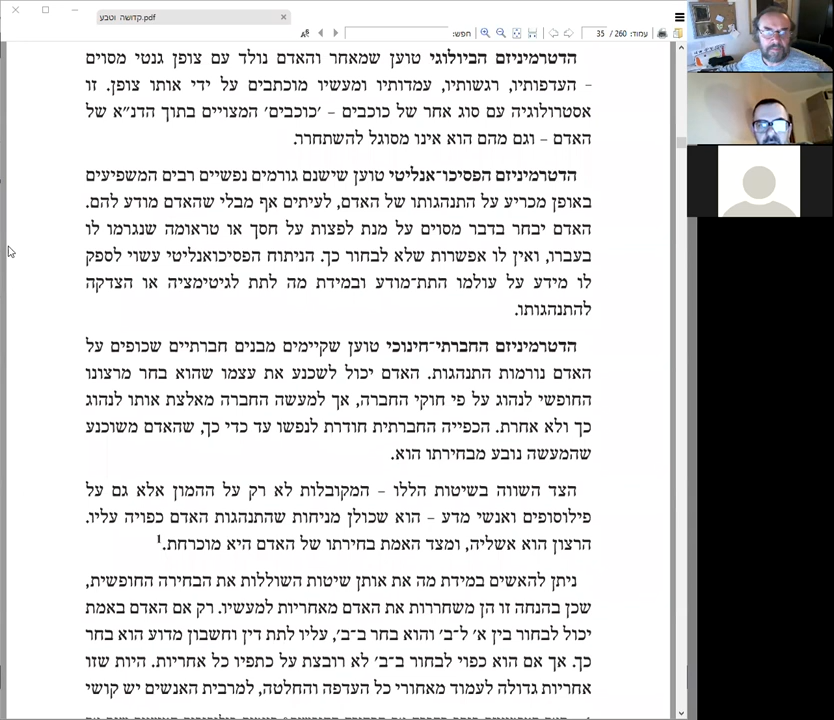 קדושה וטבע.pdf
עמוד: 35 / 260
חפש:
הדטרמיניזם הביולוגי טוען שמאחר והאדם נולד עם צופן גנטי מסוים
– העדפותיו, רגשותיו, עמדותיו ומעשיו מוכתבים על ידי אותו צופן. זו
אסטרולוגיה עם סוג אחר של כוכבים – ׳כוכבים׳ המצויים בתוך הדנ״א של
האדם – וגם מהם הוא אינו מסוגל להשתחרר.
הדטרמיניזם הפסיכו־אנליטי טוען שישנם גורמים נפשיים רבים המשפיעים
באופן מכריע על התנהגותו של האדם, לעיתים אף מבלי שהאדם מודע להם.
האדם יבחר בדבר מסוים על מנת לפצות על חסך או טראומה שנגרמו לו
בעברו, ואין לו אפשרות שלא לבחור כך. הניתוח הפסיכואנליטי עשוי לספק
לו מידע על עולמו התת־מודע ובמידת מה לתת לגיטימציה או הצדקה
להתנהגותו.
הדטרמיניזם החברתי־חינוכי טוען שקיימים מבנים חברתיים שכופים על
האדם נורמות התנהגות. האדם יכול לשכנע את עצמו שהוא בחר מרצונו
החופשי לנהוג על פי חוקי החברה, אך למעשה החברה מאלצת אותו לנהוג
כך ולא אחרת. הכפייה החברתית חודרת לנפשו עד כדי כך, שהאדם משוכנע
שהמעשה נובע מבחירתו הוא.
הצד השווה בשיטות הללו – המקובלות לא רק על ההמון אלא גם על
פילוסופים ואנשי מדע – הוא שכולן מניחות שהתנהגות האדם כפויה עליו.
הרצון הוא אשליה, ומצד האמת בחירתו של האדם היא מוכרחת.1
ניתן להאשים במידת מה את אותן שיטות השוללות את הבחירה החופשית,
שכן בהנחה זו הן משחררות את האדם מאחריות למעשיו. רק אם האדם באמת
יכול לבחור בין א׳ ל־ב׳ והוא בחר ב־ב׳, עליו לתת דין וחשבון מדוע הוא בחר
כך. אך אם הוא כפוי לבחור ב־ב׳ לא רובצת על כתפיו כל אחריות. היות שזו
אחריות גדולה לעמוד מאחורי כל העדפה והחלטה, למרבית האנשים יש קושי